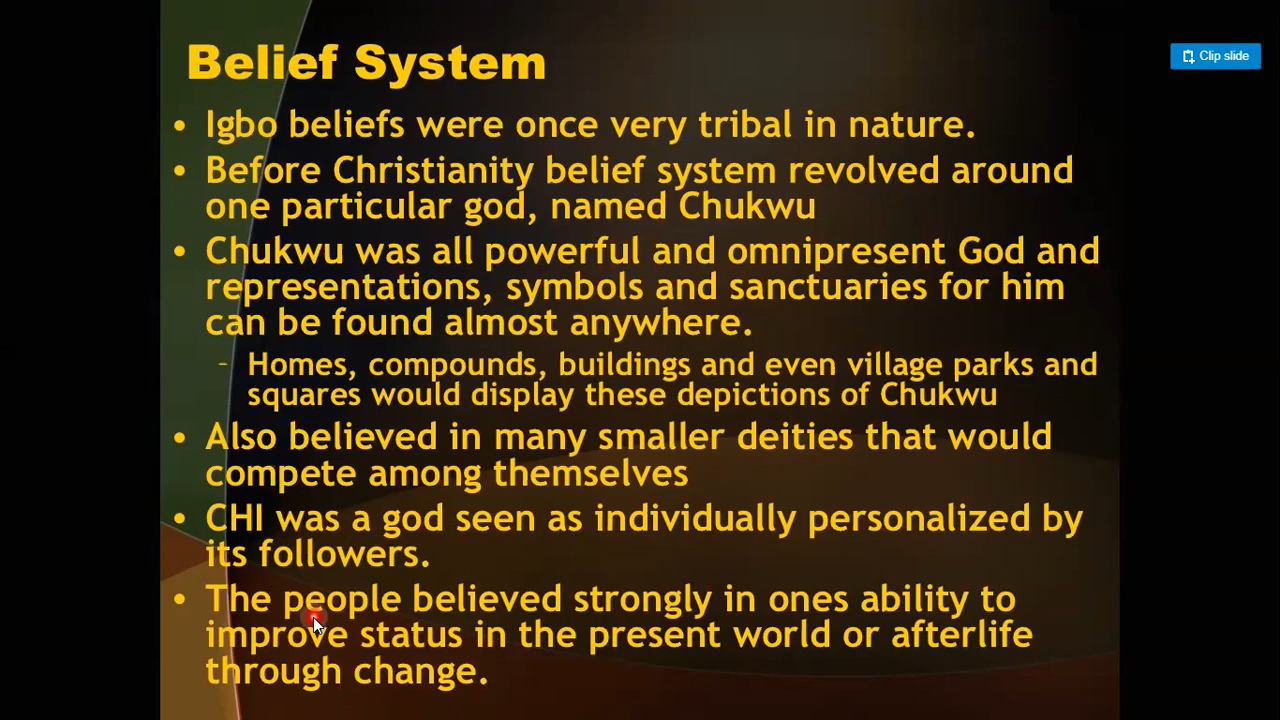 Belief System
Clip slide
• Igbo beliefs were once very tribal in nature.
• Before Christianity belief system revolved around
one particular god, named Chukwu
• Chukwu was all powerful and omnipresent God and
representations, symbols and sanctuaries for him
can be found almost anywhere.
– Homes, compounds, buildings and even village parks and
squares would display these depictions of Chukwu
• Also believed in many smaller deities that would
compete among themselves
• CHI was a god seen as individually personalized by
its followers.
• The people believed strongly in ones ability to
improve status in the present world or afterlife
through change.